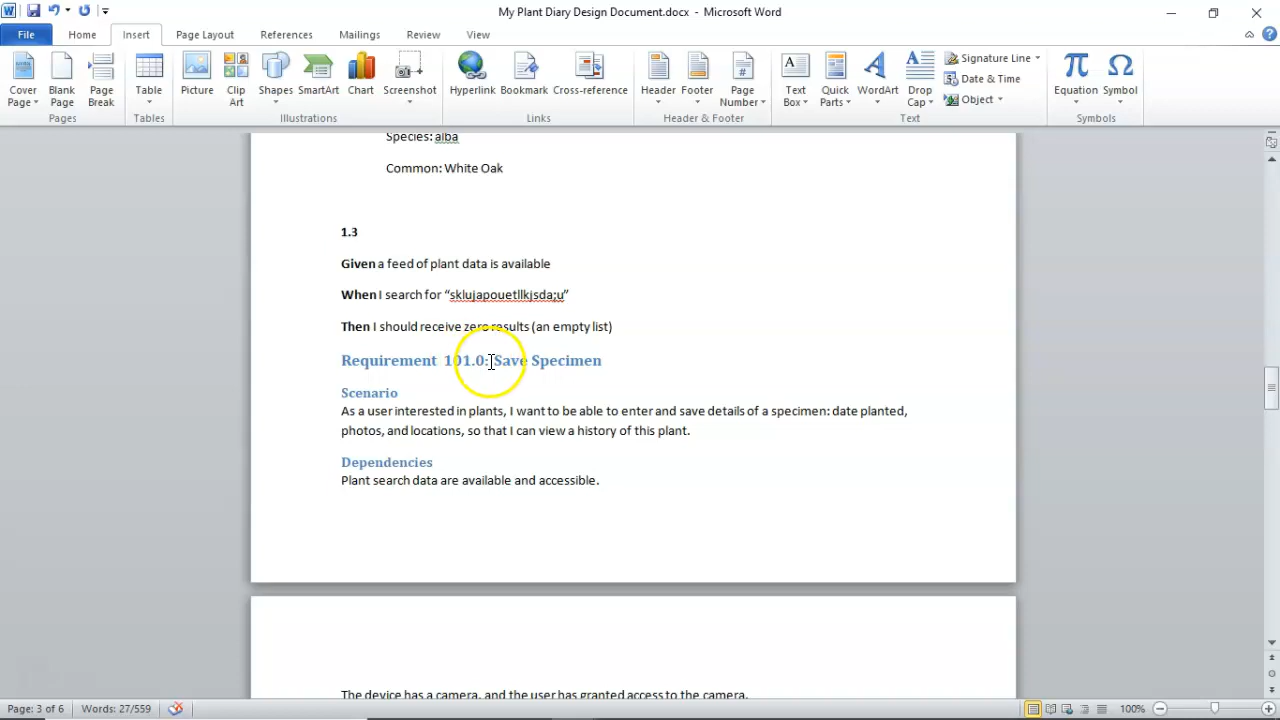 My Plant Diary Design Document.docx - Microsoft Word
File Home Insert Page Layout References Mailings Review View
Cover Page
Blank Page
Page Break
Table
Picture
Clip Art
Shapes
SmartArt
Chart
Screenshot
Hyperlink
Bookmark
Cross-reference
Header
Footer
Page Number
Text Box
Quick Parts
WordArt
Drop Cap
Signature Line
Date & Time
Object
Equation
Symbol
Pages Tables Illustrations Links Header & Footer Text Symbols
Species: alba
Common: White Oak
1.3
Given a feed of plant data is available
When I search for “sklujapouetllkjsda;u”
Then I should receive zero results (an empty list)
Requirement 101.0: Save Specimen
Scenario
As a user interested in plants, I want to be able to enter and save details of a specimen: date planted,
photos, and locations, so that I can view a history of this plant.
Dependencies
Plant search data are available and accessible.
The device has a camera, and the user has granted access to the camera.
Page: 3 of 6 Words: 27/559 100%